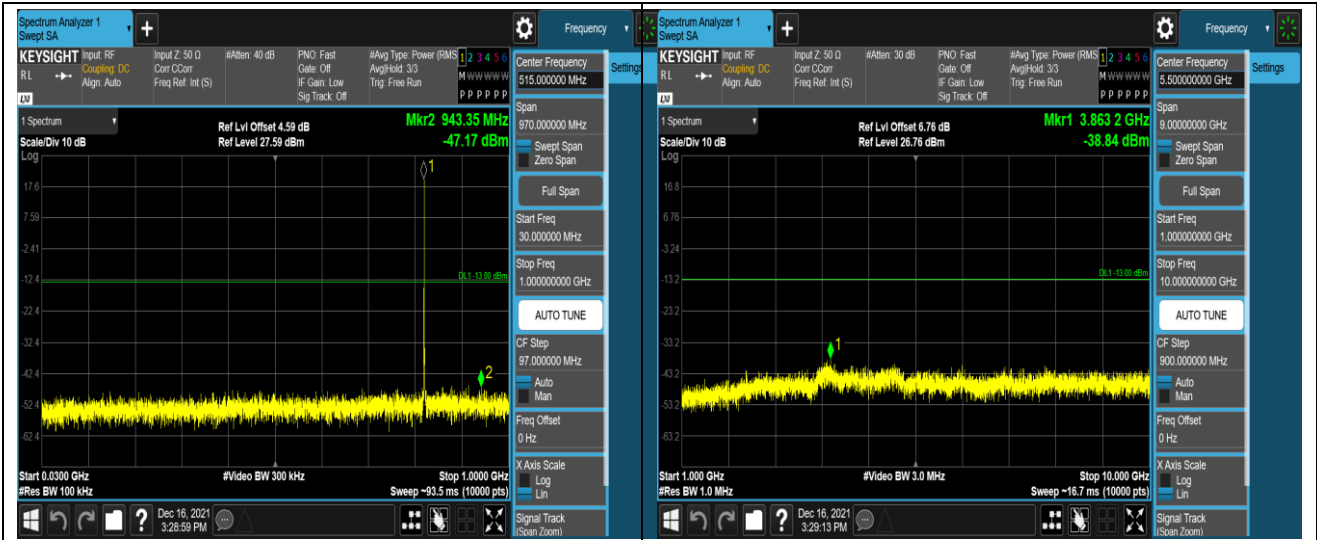 Spectrum Analyzer 1
Swept SA
+
Frequency
KEYSIGHT Input: RF
Coupling: DC
Align: Auto
Input Z: 50 Ω
Corr CCorr
Freq Ref: Int (S)
#Atten: 40 dB
PNO: Fast
Gate: Off
IF Gain: Low
Sig Track: Off
#Avg Type: Power (RMS
Avg|Hold: 3/3
Trig: Free Run
1 2 3 4 5 6
M W W W W W
P P P P P P
RL
LXI
Center Frequency
515.000000 MHz
Settings
Span
970.000000 MHz
Swept Span
Zero Span
Full Span
Start Freq
30.000000 MHz
Stop Freq
1.000000000 GHz
AUTO TUNE
CF Step
97.000000 MHz
Auto
Man
Freq Offset
0 Hz
X Axis Scale
Log
Lin
Signal Track
(Span Zoom)
1 Spectrum
Scale/Div 10 dB
Log
Ref Lvl Offset 4.59 dB
Ref Level 27.59 dBm
Mkr2 943.35 MHz
-47.17 dBm
1
17.6
7.59
-2.41
DL1 -13.00 dBm
-12.4
-22.4
-32.4
-42.4
2
-52.4
-62.4
Start 0.0300 GHz
#Res BW 100 kHz
#Video BW 300 kHz
Stop 1.0000 GHz
Sweep ~93.5 ms (10000 pts)
?
Dec 16, 2021
3:28:59 PM
Spectrum Analyzer 1
Swept SA
+
Frequency
KEYSIGHT Input: RF
Coupling: DC
Align: Auto
Input Z: 50 Ω
Corr CCorr
Freq Ref: Int (S)
#Atten: 30 dB
PNO: Fast
Gate: Off
IF Gain: Low
Sig Track: Off
#Avg Type: Power (RMS
Avg|Hold: 3/3
Trig: Free Run
1 2 3 4 5 6
M W W W W W
P P P P P P
RL
LXI
Center Frequency
5.500000000 GHz
Settings
Span
9.00000000 GHz
Swept Span
Zero Span
Full Span
Start Freq
1.000000000 GHz
Stop Freq
10.000000000 GHz
AUTO TUNE
CF Step
900.000000 MHz
Auto
Man
Freq Offset
0 Hz
X Axis Scale
Log
Lin
Signal Track
(Span Zoom)
1 Spectrum
Scale/Div 10 dB
Log
Ref Lvl Offset 6.76 dB
Ref Level 26.76 dBm
Mkr1 3.863 2 GHz
-38.84 dBm
16.8
6.76
-3.24
DL1 -13.00 dBm
-13.2
-23.2
-33.2
1
-43.2
-53.2
-63.2
Start 1.000 GHz
#Res BW 1.0 MHz
#Video BW 3.0 MHz
Stop 10.000 GHz
Sweep ~16.7 ms (10000 pts)
?
Dec 16, 2021
3:29:13 PM